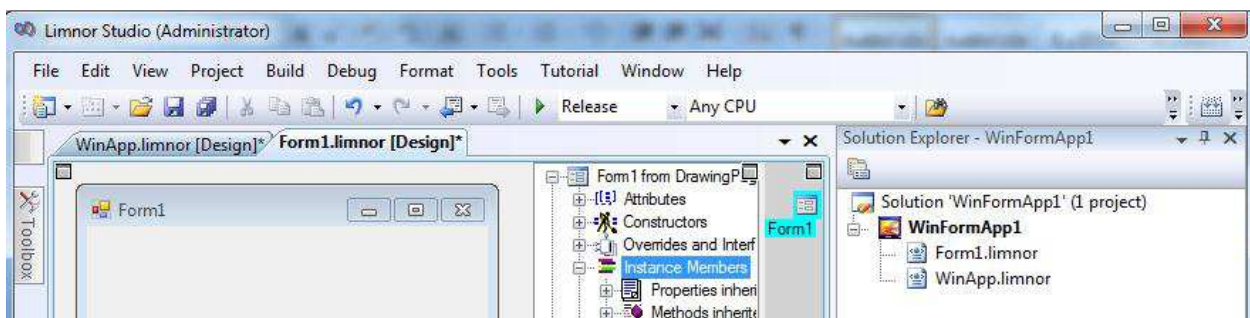 Limnor Studio (Administrator)
File Edit View Project Build Debug Format Tools Tutorial Window Help
Release Any CPU
WinApp.limnor [Design]* Form1.limnor [Design]*
Solution Explorer - WinFormApp1
Toolbox
Form1
Form1 from DrawingP
Attributes
Constructors
Overrides and Interf
Instance Members
Properties inheri
Methods inherite
Form1
Solution 'WinFormApp1' (1 project)
WinFormApp1
Form1.limnor
WinApp.limnor